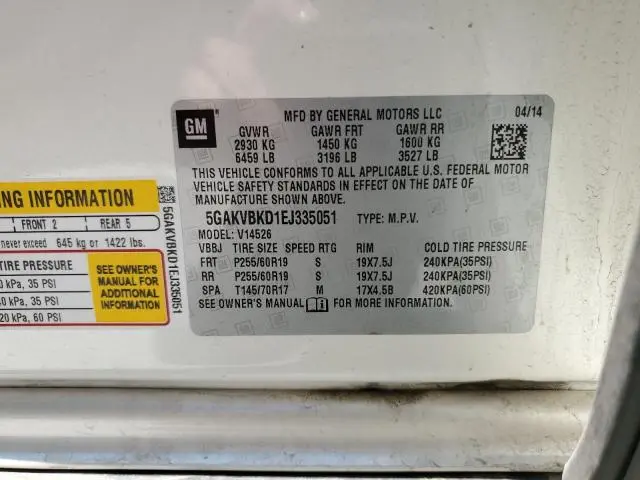 GM
MFD BY GENERAL MOTORS LLC 04/14
GVWR GAWR FRT GAWR RR
2930 KG 1450 KG 1600 KG
6459 LB 3196 LB 3527 LB
THIS VEHICLE CONFORMS TO ALL APPLICABLE U.S. FEDERAL MOTOR
VEHICLE SAFETY STANDARDS IN EFFECT ON THE DATE OF
MANUFACTURE SHOWN ABOVE.
5GAKVBKD1EJ335051 TYPE: M.P.V.
MODEL: V14526
VBBJ TIRE SIZE SPEED RTG RIM COLD TIRE PRESSURE
FRT P255/60R19 S 19X7.5J 240KPA(35PSI)
RR P255/60R19 S 19X7.5J 240KPA(35PSI)
SPA T145/70R17 M 17X4.5B 420KPA(60PSI)
SEE OWNER'S MANUAL FOR MORE INFORMATION.
NG INFORMATION
FRONT 2 REAR 5
never exceed 645 kg or 1422 lbs.
TIRE PRESSURE
0 kPa, 35 PSI
0 kPa, 35 PSI
20 kPa, 60 PSI
SEE OWNER'S
MANUAL FOR
ADDITIONAL
INFORMATION
5GAKVBKD1EJ335051